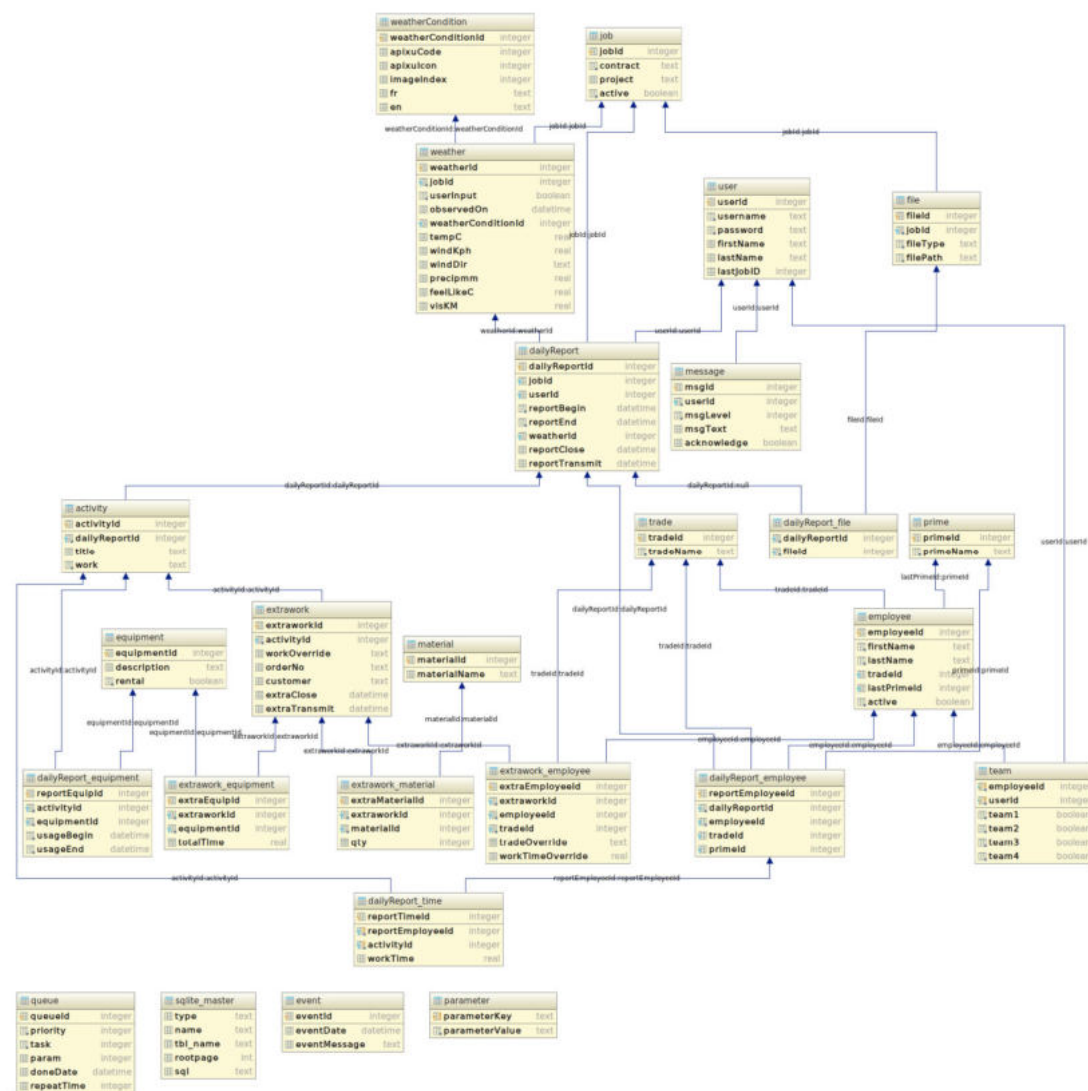 weatherCondition
weatherConditionId integer
apixuCode integer
apixuIcon integer
imageIndex integer
fr text
en text
job
jobId integer
contract text
project text
active boolean
weatherConditionId:weatherConditionId
jobId:jobId
jobId:jobId
weather
weatherId integer
jobId integer
userInput boolean
observedOn datetime
weatherConditionId integer
tempC real
windKph real
windDir text
precipmm real
feelLikeC real
visKM real
jobId:jobId
user
userId integer
username text
password text
firstName text
lastName text
lastJobID integer
file
fileId integer
jobId integer
fileType text
filePath text
weatherId:weatherId
userId:userId
userId:userId
dailyReport
dailyReportId integer
jobId integer
userId integer
reportBegin datetime
reportEnd datetime
weatherId integer
reportClose datetime
reportTransmit datetime
message
msgId integer
userId integer
msgLevel integer
msgText text
acknowledge boolean
fileId:fileId
dailyReportId:dailyReportId
dailyReportId:null
activity
activityId integer
dailyReportId integer
title text
work text
trade
tradeId integer
tradeName text
dailyReport_file
dailyReportId integer
fileId integer
prime
primeId integer
primeName text
userId:userId
activityId:activityId
lastPrimeId:primeId
tradeId:tradeId
dailyReportId:dailyReportId
extrawork
extraworkId integer
activityId integer
workOverride text
orderNo text
customer text
extraClose datetime
extraTransmit datetime
equipment
equipmentId integer
description text
rental boolean
material
materialId integer
materialName text
employee
employeeId integer
firstName text
lastName text
tradeId integer
lastPrimeId integer
active boolean
primeId:primeId
activityId:activityId
tradeId:tradeId
tradeId:tradeId
equipmentId:equipmentId
equipmentId:equipmentId
materialId:materialId
extraworkId:extraworkId
extraworkId:extraworkId
extraworkId:extraworkId
employeeId:employeeId
employeeId:employeeId
employeeId:employeeId
dailyReport_equipment
reportEquipId integer
activityId integer
equipmentId integer
usageBegin datetime
usageEnd datetime
extrawork_equipment
extraEquipId integer
extraworkId integer
equipmentId integer
totalTime real
extrawork_material
extraMaterialId integer
extraworkId integer
materialId integer
qty integer
extrawork_employee
extraEmployeeId integer
extraworkId integer
employeeId integer
tradeId integer
tradeOverride text
workTimeOverride real
dailyReport_employee
reportEmployeeId integer
dailyReportId integer
employeeId integer
tradeId integer
primeId integer
team
employeeId
userId
team1
team2
team3
team4
activityId:activityId
reportEmployeeId:reportEmployeeId
dailyReport_time
reportTimeId integer
reportEmployeeId integer
activityId integer
workTime real
queue
queueId integer
priority integer
task integer
param integer
doneDate datetime
repeatTime integer
sqlite_master
type text
name text
tbl_name text
rootpage int
sql text
event
eventId integer
eventDate datetime
eventMessage text
parameter
parameterKey text
parameterValue text